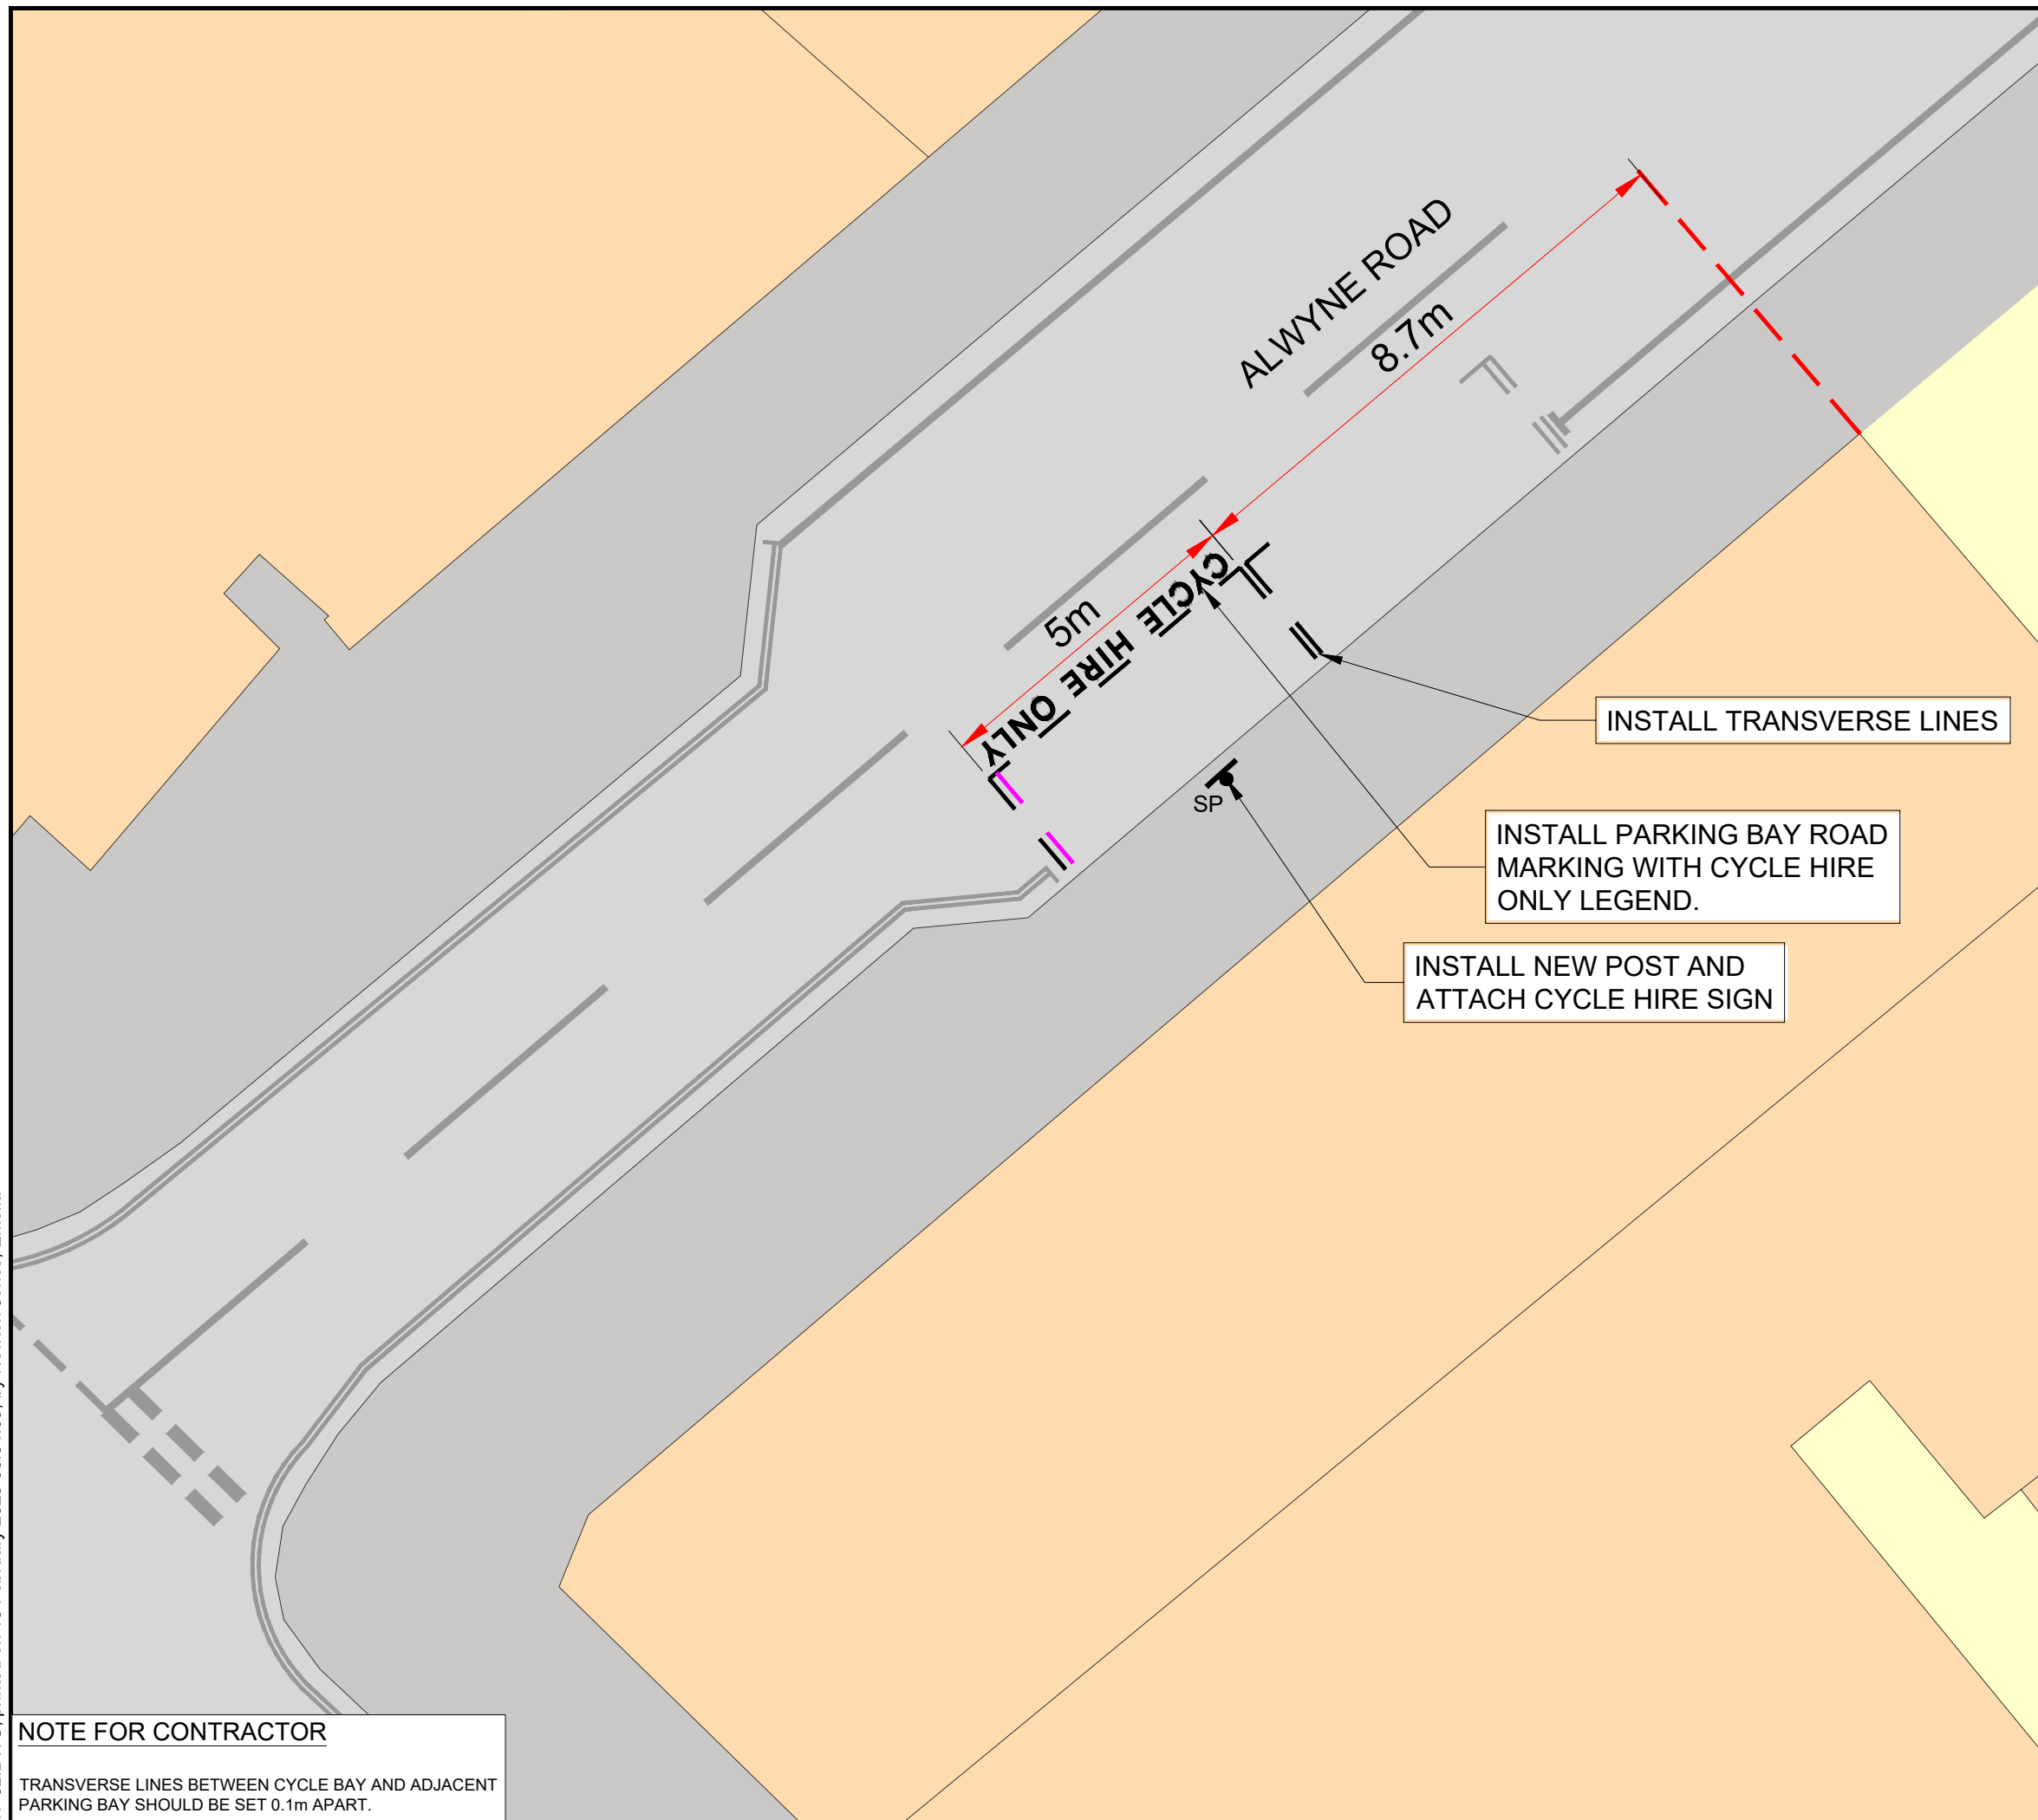 ALWYNE ROAD
8.7m
5m
CYCLE HIRE ONLY
INSTALL TRANSVERSE LINES
SP
INSTALL PARKING BAY ROAD
MARKING WITH CYCLE HIRE
ONLY LEGEND.
INSTALL NEW POST AND
ATTACH CYCLE HIRE SIGN
NOTE FOR CONTRACTOR
TRANSVERSE LINES BETWEEN CYCLE BAY AND ADJACENT
PARKING BAY SHOULD BE SET 0.1m APART.